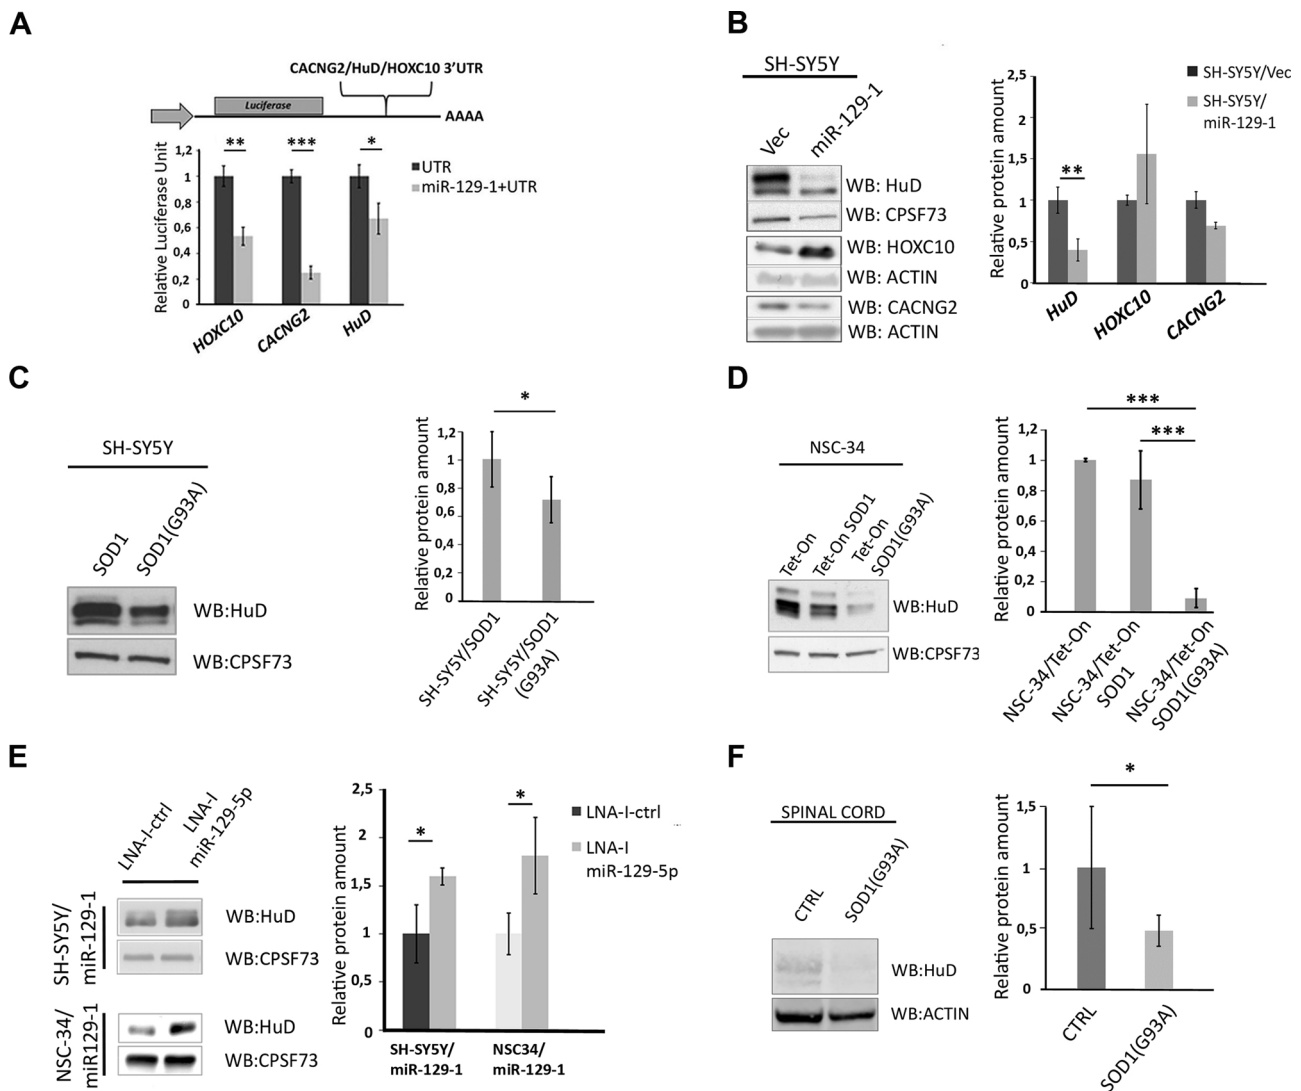 A
CACNG2/HuD/HOXC10 3'UTR
Luciferase
AAAA
Relative Luciferase Unit
1,2
1
0,8
0,6
0,4
0,2
0
**
***
*
UTR
miR-129-1+UTR
HOXC10
CACNG2
HuD
B
SH-SY5Y
Vec
miR-129-1
WB: HuD
WB: CPSF73
WB: HOXC10
WB: ACTIN
WB: CACNG2
WB: ACTIN
Relative protein amount
2,5
2
1,5
1
0,5
0
**
SH-SY5Y/Vec
SH-SY5Y/
miR-129-1
HuD
HOXC10
CACNG2
C
SH-SY5Y
SOD1
SOD1(G93A)
WB:HuD
WB:CPSF73
Relative protein amount
1,2
1
0,8
0,6
0,4
0,2
0
*
SH-SY5Y/SOD1
SH-SY5Y/SOD1
(G93A)
D
NSC-34
Tet-On
Tet-On SOD1
Tet-On
SOD1(G93A)
WB:HuD
WB:CPSF73
Relative protein amount
1,2
1
0,8
0,6
0,4
0,2
0
***
***
NSC-34/Tet-On
NSC-34/Tet-On
SOD1
NSC-34/Tet-On
SOD1(G93A)
E
LNA-I-ctrl
LNA-I
miR-129-5p
SH-SY5Y/
miR-129-1
WB:HuD
WB:CPSF73
NSC-34/
miR129-1
WB:HuD
WB:CPSF73
Relative protein amount
2,5
2
1,5
1
0,5
0
*
*
LNA-I-ctrl
LNA-I
miR-129-5p
SH-SY5Y/
miR-129-1
NSC34/
miR-129-1
F
SPINAL CORD
CTRL
SOD1(G93A)
WB:HuD
WB:ACTIN
Relative protein amount
1,5
1
0,5
0
*
CTRL
SOD1(G93A)